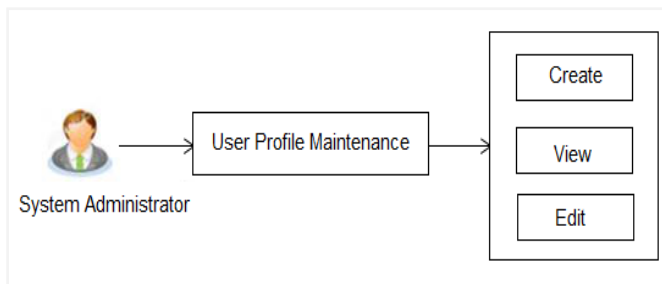 Create
User Profile Maintenance
View
System Administrator
Edit